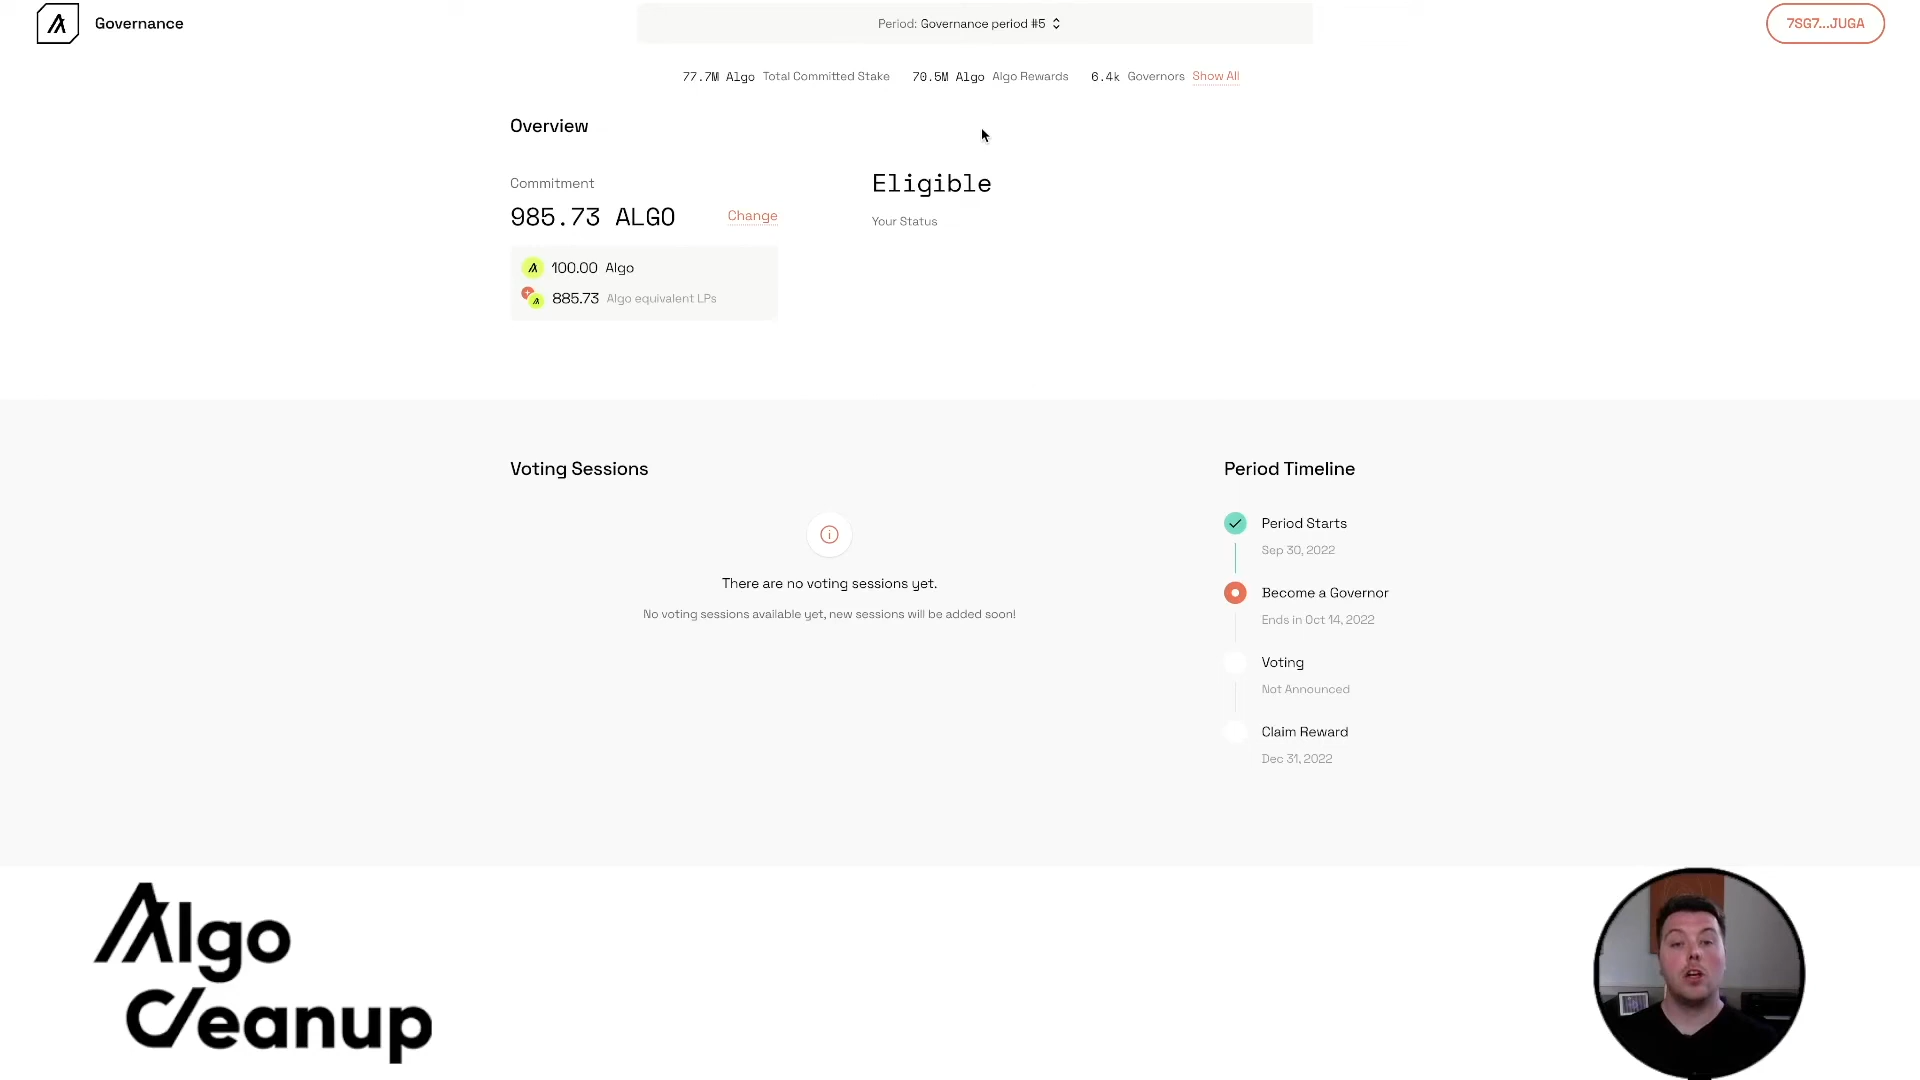 Governance
Period: Governance period #5
7SG7...JUGA
77.7M Algo Total Committed Stake 70.5M Algo Algo Rewards 6.4k Governors Show All
Overview
Commitment
985.73 ALGO Change
100.00 Algo
885.73 Algo equivalent LPs
Eligible
Your Status
Voting Sessions
There are no voting sessions yet.
No voting sessions available yet, new sessions will be added soon!
Period Timeline
Period Starts
Sep 30, 2022
Become a Governor
Ends in Oct 14, 2022
Voting
Not Announced
Claim Reward
Dec 31, 2022
Algo
Cleanup